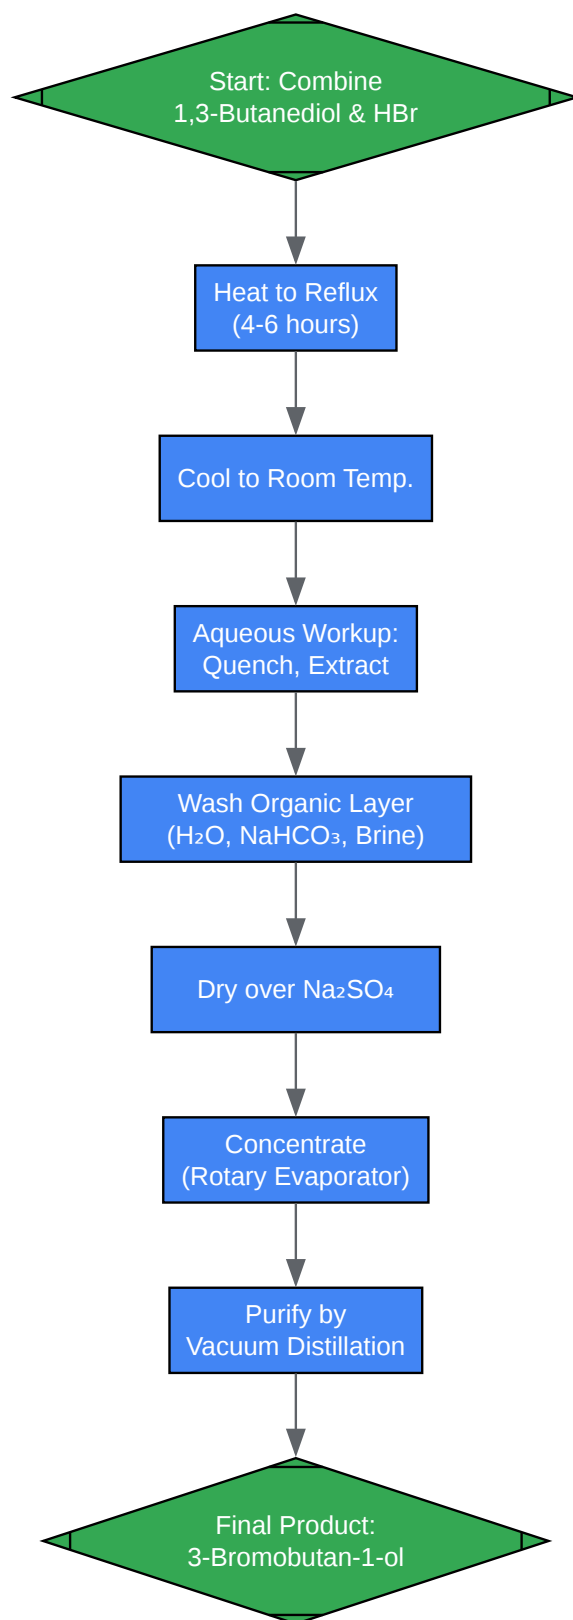 Start: Combine
1,3-Butanediol & HBr
Heat to Reflux
(4-6 hours)
Cool to Room Temp.
Aqueous Workup:
Quench, Extract
Wash Organic Layer
(H₂O, NaHCO₃, Brine)
Dry over Na₂SO₄
Concentrate
(Rotary Evaporator)
Purify by
Vacuum Distillation
Final Product:
3-Bromobutan-1-ol